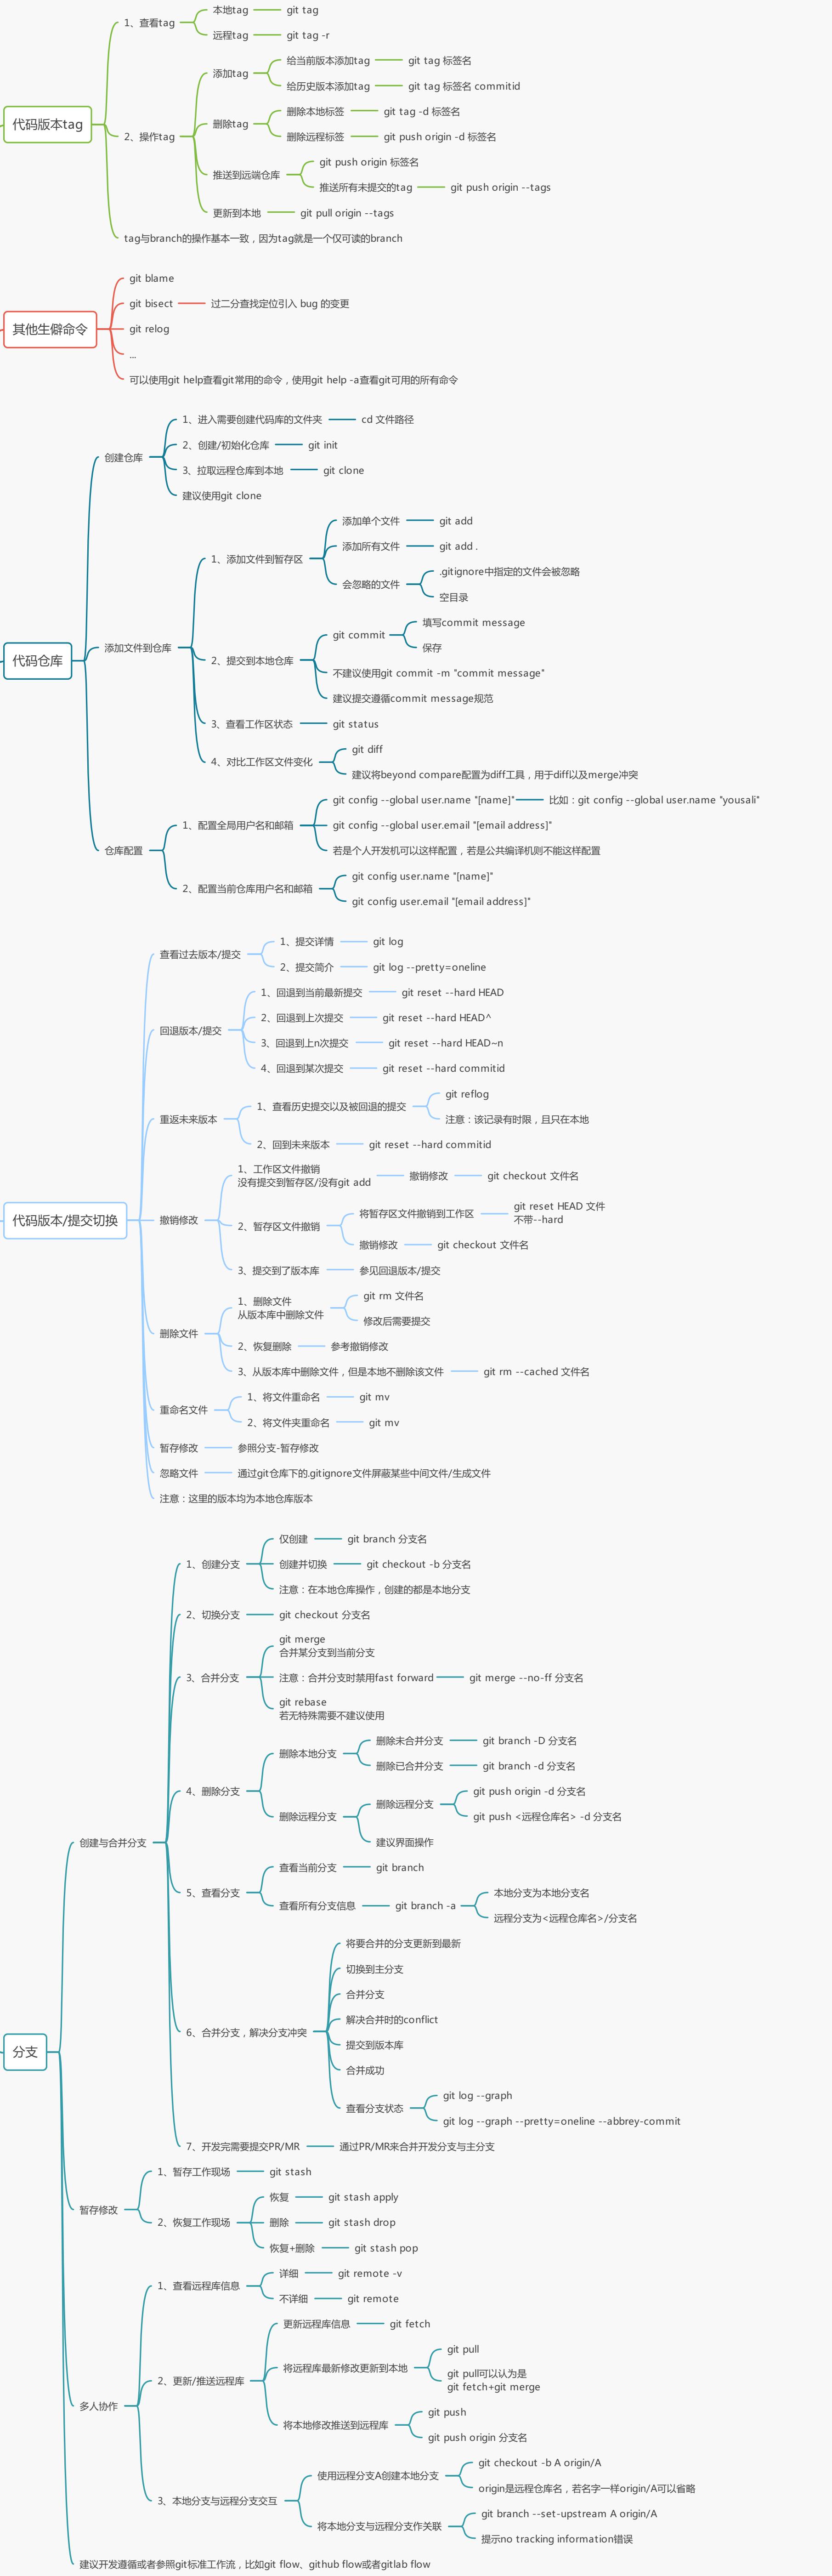 代码版本tag
1、查看tag
本地tag
git tag
远程tag
git tag -r
2、操作tag
添加tag
给当前版本添加tag
git tag 标签名
给历史版本添加tag
git tag 标签名 commitid
删除tag
删除本地标签
git tag -d 标签名
删除远程标签
git push origin -d 标签名
推送到远端仓库
git push origin 标签名
推送所有未提交的tag
git push origin --tags
更新到本地
git pull origin --tags
tag与branch的操作基本一致，因为tag就是一个仅可读的branch
其他生僻命令
git blame
git bisect
过二分查找定位引入 bug 的变更
git relog
...
可以使用git help查看git常用的命令，使用git help -a查看git可用的所有命令
代码仓库
创建仓库
1、进入需要创建代码库的文件夹
cd 文件路径
2、创建/初始化仓库
git init
3、拉取远程仓库到本地
git clone
建议使用git clone
添加文件到仓库
1、添加文件到暂存区
添加单个文件
git add
添加所有文件
git add .
会忽略的文件
.gitignore中指定的文件会被忽略
空目录
2、提交到本地仓库
git commit
填写commit message
保存
不建议使用git commit -m "commit message"
建议提交遵循commit message规范
3、查看工作区状态
git status
4、对比工作区文件变化
git diff
建议将beyond compare配置为diff工具，用于diff以及merge冲突
仓库配置
1、配置全局用户名和邮箱
git config --global user.name "[name]"
比如：git config --global user.name "yousali"
git config --global user.email "[email address]"
若是个人开发机可以这样配置，若是公共编译机则不能这样配置
2、配置当前仓库用户名和邮箱
git config user.name "[name]"
git config user.email "[email address]"
代码版本/提交切换
查看过去版本/提交
1、提交详情
git log
2、提交简介
git log --pretty=oneline
回退版本/提交
1、回退到当前最新提交
git reset --hard HEAD
2、回退到上次提交
git reset --hard HEAD^
3、回退到上n次提交
git reset --hard HEAD~n
4、回退到某次提交
git reset --hard commitid
重返未来版本
1、查看历史提交以及被回退的提交
git reflog
注意：该记录有时限，且只在本地
2、回到未来版本
git reset --hard commitid
撤销修改
1、工作区文件撤销
没有提交到暂存区/没有git add
撤销修改
git checkout 文件名
2、暂存区文件撤销
将暂存区文件撤销到工作区
git reset HEAD 文件
不带--hard
撤销修改
git checkout 文件名
3、提交到了版本库
参见回退版本/提交
删除文件
1、删除文件
从版本库中删除文件
git rm 文件名
修改后需要提交
2、恢复删除
参考撤销修改
3、从版本库中删除文件，但是本地不删除该文件
git rm --cached 文件名
重命名文件
1、将文件重命名
git mv
2、将文件夹重命名
git mv
暂存修改
参照分支-暂存修改
忽略文件
通过git仓库下的.gitignore文件屏蔽某些中间文件/生成文件
注意：这里的版本均为本地仓库版本
分支
创建与合并分支
1、创建分支
仅创建
git branch 分支名
创建并切换
git checkout -b 分支名
注意：在本地仓库操作，创建的都是本地分支
2、切换分支
git checkout 分支名
3、合并分支
git merge
合并某分支到当前分支
注意：合并分支时禁用fast forward
git merge --no-ff 分支名
git rebase
若无特殊需要不建议使用
4、删除分支
删除本地分支
删除未合并分支
git branch -D 分支名
删除已合并分支
git branch -d 分支名
删除远程分支
删除远程分支
git push origin -d 分支名
git push <远程仓库名> -d 分支名
建议界面操作
5、查看分支
查看当前分支
git branch
查看所有分支信息
git branch -a
本地分支为本地分支名
远程分支为<远程仓库名>/分支名
6、合并分支，解决分支冲突
将要合并的分支更新到最新
切换到主分支
合并分支
解决合并时的conflict
提交到版本库
合并成功
查看分支状态
git log --graph
git log --graph --pretty=oneline --abbrey-commit
7、开发完需要提交PR/MR
通过PR/MR来合并开发分支与主分支
暂存修改
1、暂存工作现场
git stash
2、恢复工作现场
恢复
git stash apply
删除
git stash drop
恢复+删除
git stash pop
多人协作
1、查看远程库信息
详细
git remote -v
不详细
git remote
2、更新/推送远程库
更新远程库信息
git fetch
将远程库最新修改更新到本地
git pull
git pull可以认为是
git fetch+git merge
将本地修改推送到远程库
git push
git push origin 分支名
3、本地分支与远程分支交互
使用远程分支A创建本地分支
git checkout -b A origin/A
origin是远程仓库名，若名字一样origin/A可以省略
将本地分支与远程分支作关联
git branch --set-upstream A origin/A
提示no tracking information错误
建议开发遵循或者参照git标准工作流，比如git flow、github flow或者gitlab flow